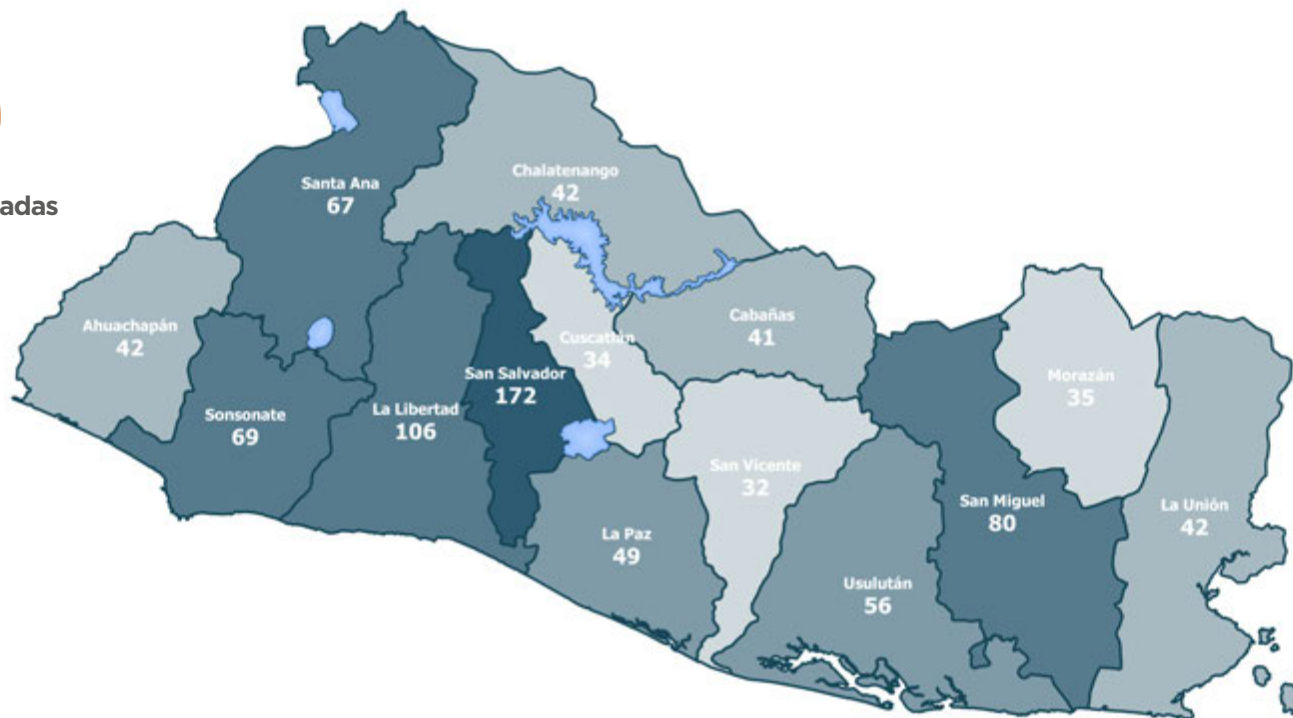 Chalatenango
42
Santa Ana
67
adas
Ahuachapán
42
Cabañas
41
Cuscatlán
34
San Salvador
172
Morazán
35
La Libertad
106
Sonsonate
69
San Vicente
32
San Miguel
80
La Unión
42
La Paz
49
Usulután
56